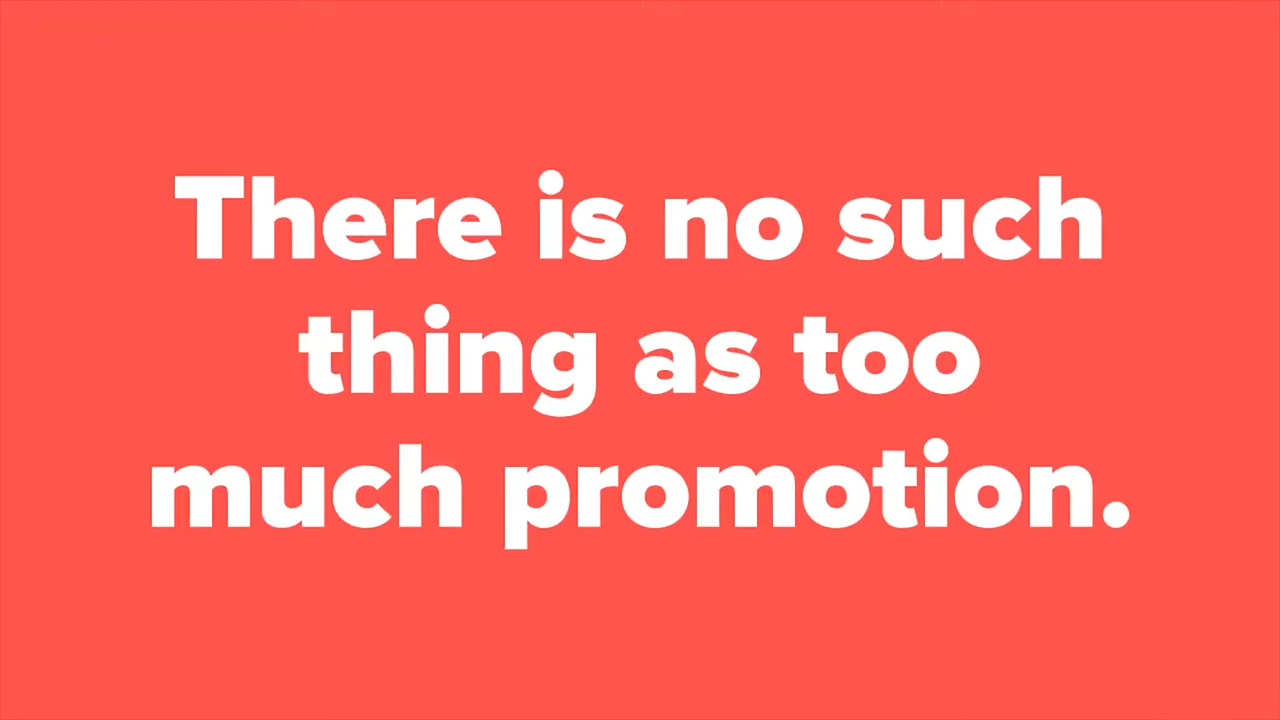 There is no such
thing as too
much promotion.